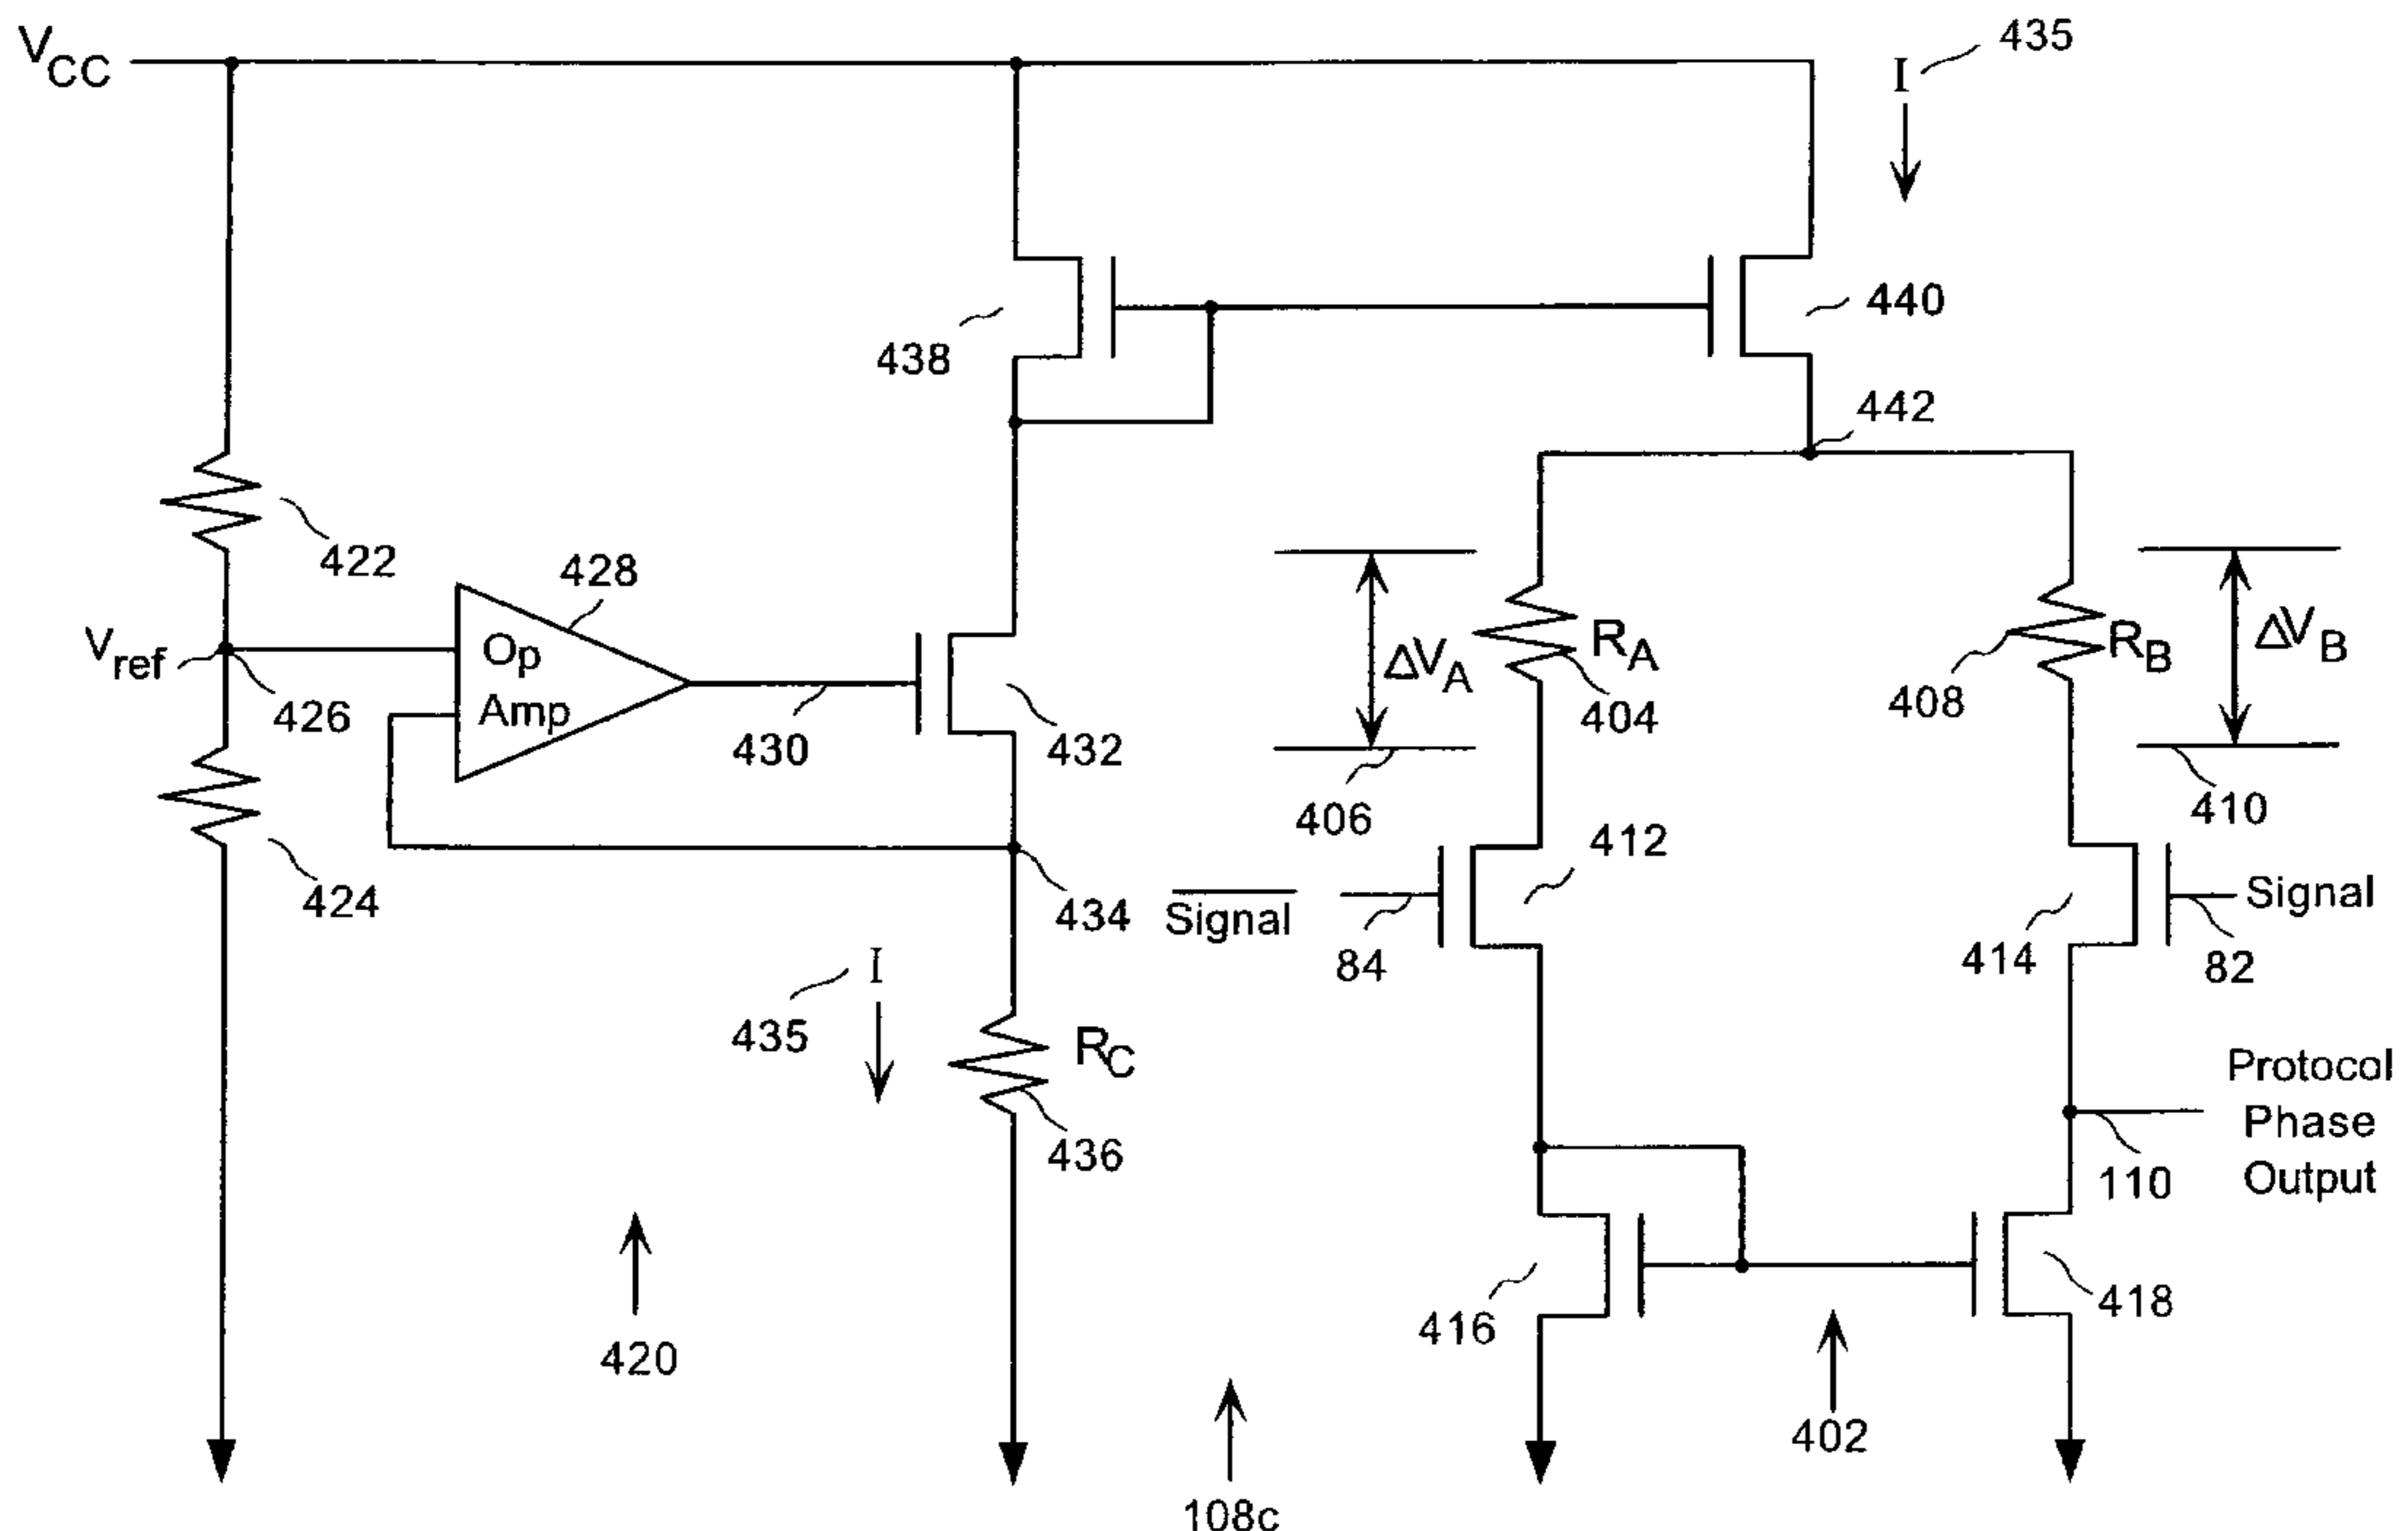 VCC
I
435
438
440
442
422
428
Vref
Op
Amp
426
430
432
ΔVA
RA
404
408
RB
ΔVB
406
410
424
434
Signal
84
412
414
Signal
82
435
I
RC
436
Protocol
Phase
Output
110
416
418
420
402
108c